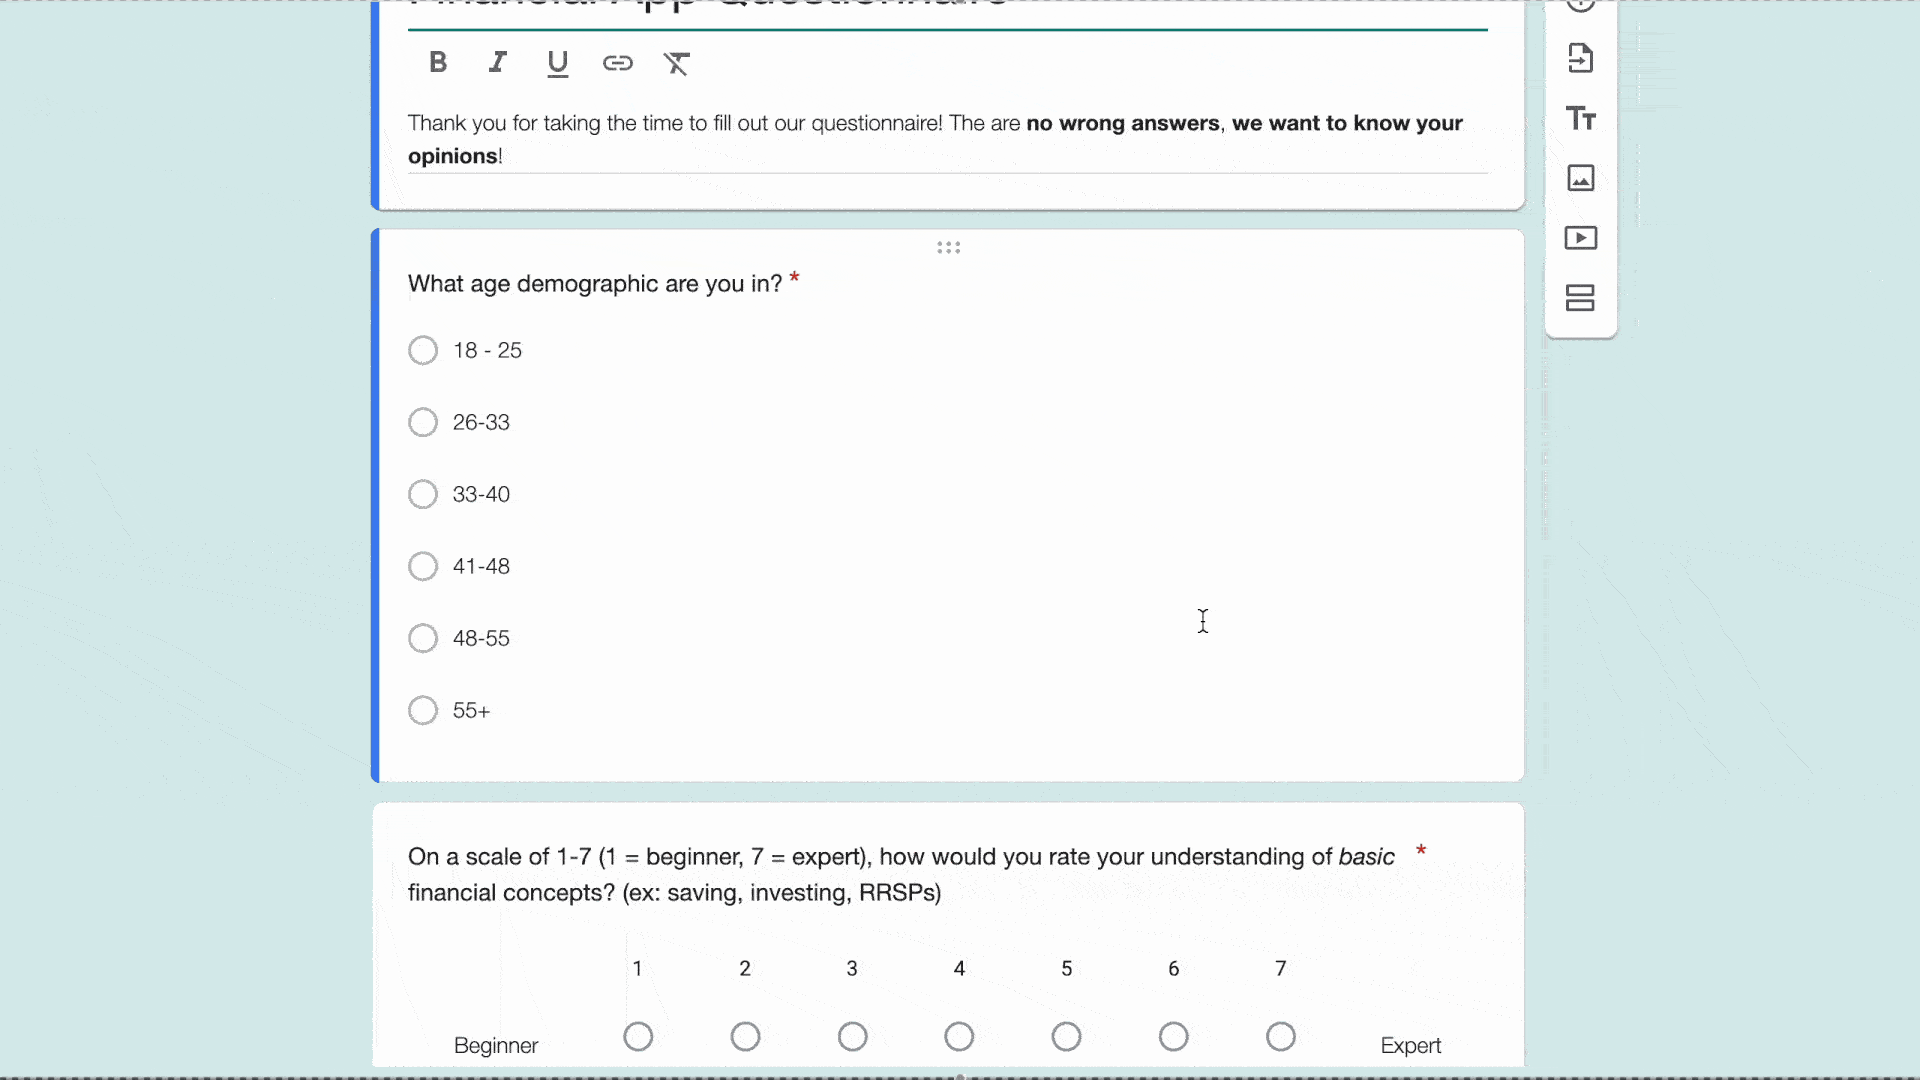 Financial App Questionnaire
B I U
Thank you for taking the time to fill out our questionnaire! The are no wrong answers, we want to know your
opinions!
What age demographic are you in? *
18 - 25
26-33
33-40
41-48
48-55
55+
On a scale of 1-7 (1 = beginner, 7 = expert), how would you rate your understanding of basic *
financial concepts? (ex: saving, investing, RRSPs)
1 2 3 4 5 6 7
Beginner Expert